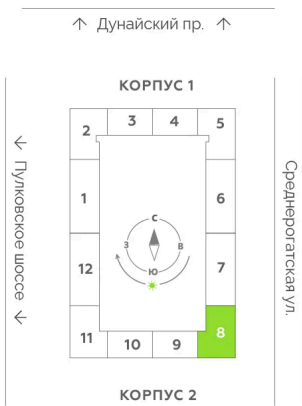 ↑ Дунайский пр. ↑
КОРПУС 1
2 3 4 5
← Пулковское шоссе ←
Среднерогатская ул.
1 6
С
З В
Ю
12 7
11 10 9 8
КОРПУС 2